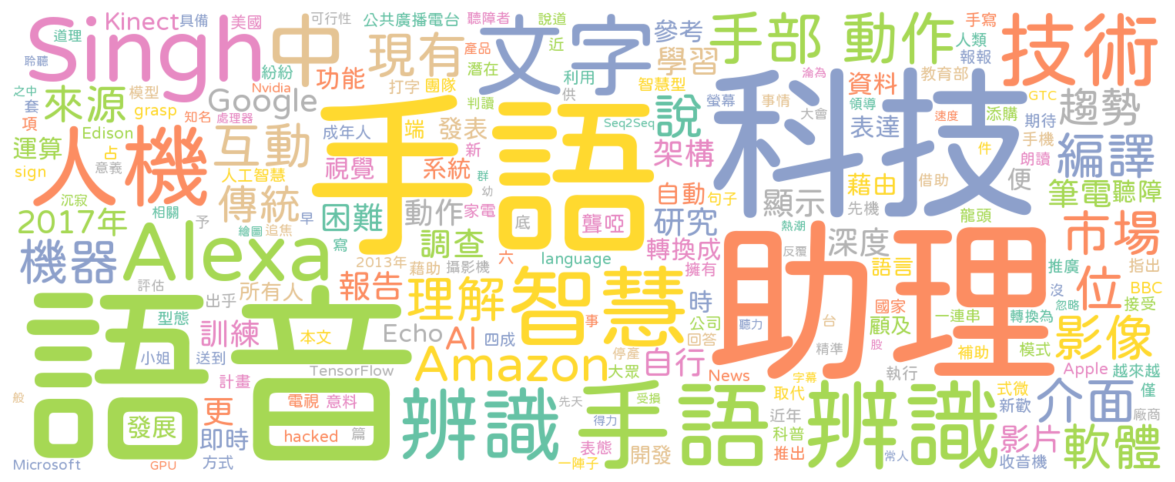 Kinect
具備
美國
公共廣播電台
聽障者
說道
近
參考
手部 動作
手寫
人類
技術
道理
Singh
中
可行性
現有
產品
文字
學習
報報
聆聽
紛紛
功能
潛在
利用
智慧型
資料
教育部
之中
套
來源
模型
Nvidia
打字
團隊
供
螢幕
事情
淪為
領導
GTC
項
grasp
知名
Google
判讀
Seq2Seq
說
科技
大會
速度
添購
期待
趨勢
Edison
處理器
互動
成年人
端
發表
手語
表達
件
手機
運算
占
人機
人工智慧
視覺
系統
新
群
架構
朗讀
編譯
sign
意義
傳統
困難
動作
家電
幼
聾啞
自動
句子
顯示
藉由
借助
便
筆電
聽障
沉寂
相關
予
早
底
研究
先機
龍頭
2017年
Alexa
繪圖
追焦
寫
調查
六
language
轉換成
熱潮
深度
市場
機器
2013年
藉助
攝影機
擁有
反覆
語言
推廣
指出
評估
出乎
所有人
報告
理解
智慧
時
助理
國家
位
沒
BBC
接受
忽略
語音
型態
訓練
本文
Echo
AI
四成
事
公司
回答
聽力
台
顧及
一連串
轉換為
影像
小姐
送到
TensorFlow
Amazon
停產
大眾
自行
精準
股
補助
模式
計畫
News
執行
Apple
越來越
般
發展
更
電視
意料
辨識
先天
受損
手語
字幕
取代
近年
辨識
式微
新歡
介面
僅
廠商
即時
hacked
篇
得力
科普
影片
軟體
Microsoft
GPU
方式
表態
一陣子
開發
推出
常人
收音機